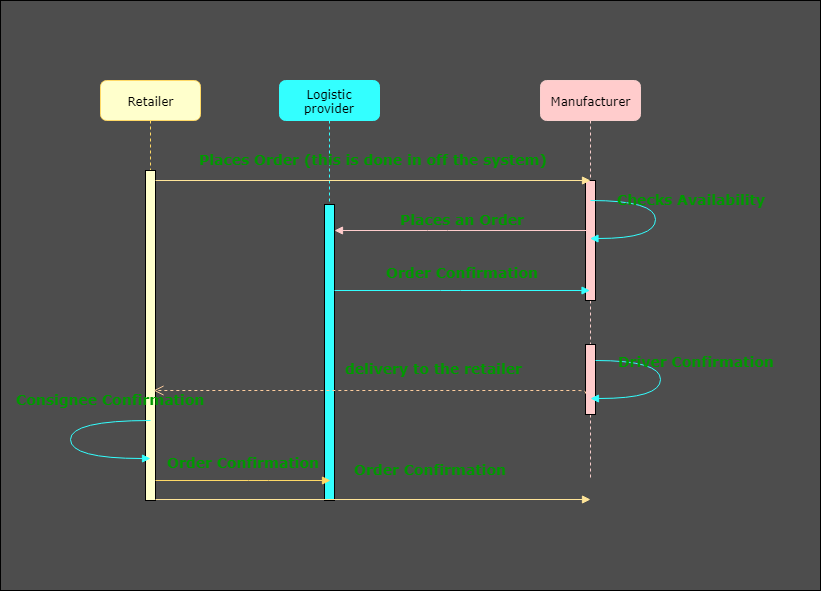 Retailer
Logistic
provider
Manufacturer
Places Order (this is done in off the system)
Checks Availability
Places an Order
Order Confirmation
Driver Confirmation
delivery to the retailer
Consignee Confirmation
Order Confirmation
Order Confirmation